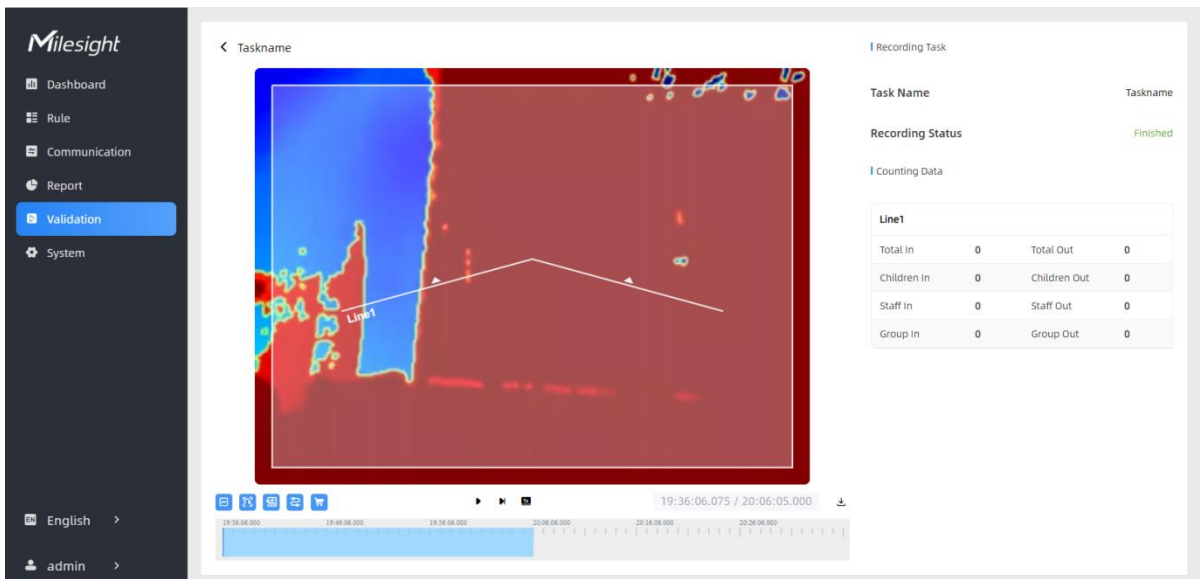 Milesight
Dashboard
Rule
Communication
Report
Validation
System
EN English
admin
Taskname
Line1
19:36:06.075 / 20:06:05.000
19:36:06.000 19:46:06.000 19:56:06.000 20:06:06.000 20:16:06.000 20:26:06.000
Recording Task
Task Name Taskname
Recording Status Finished
Counting Data
Line1
Total In 0 Total Out 0
Children In 0 Children Out 0
Staff In 0 Staff Out 0
Group In 0 Group Out 0